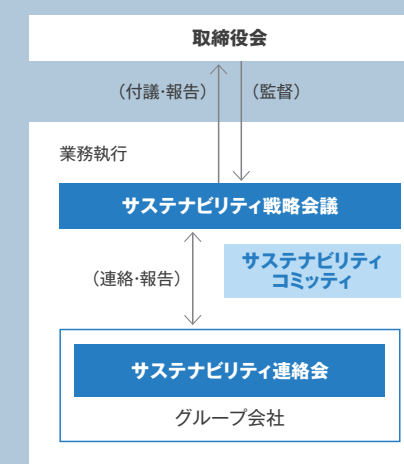 取締役会
（付議・報告）
（監督）
業務執行
サステナビリティ戦略会議
（連絡・報告）
サステナビリティ
コミッティ
サステナビリティ連絡会
グループ会社